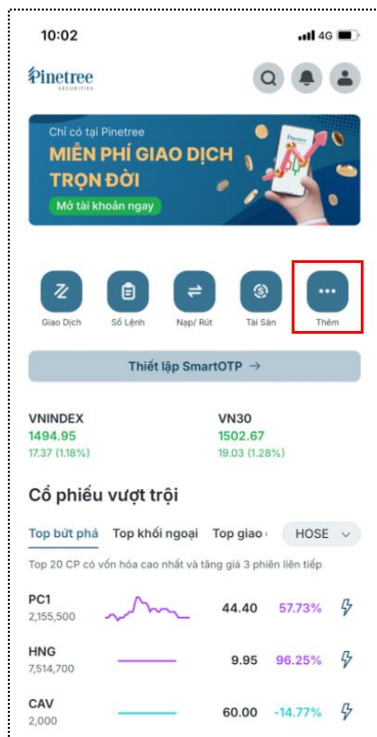 10:02
4G
Pinetree
SECURITIES
Chỉ có tại Pinetree
MIỄN PHÍ GIAO DỊCH
TRỌN ĐỜI
Mở tài khoản ngay
Giao Dịch
Sổ Lệnh
Nạp/ Rút
Tài Sản
Thêm
Thiết lập SmartOTP →
VNINDEX
1494.95
17.37 (1.18%)
VN30
1502.67
19.03 (1.28%)
Cổ phiếu vượt trội
Top bứt phá Top khối ngoại Top giao HOSE
Top 20 CP có vốn hóa cao nhất và tăng giá 3 phiên liên tiếp
PC1
2,155,500
44.40 57.73%
HNG
7,514,700
9.95 96.25%
CAV
2,000
60.00 -14.77%